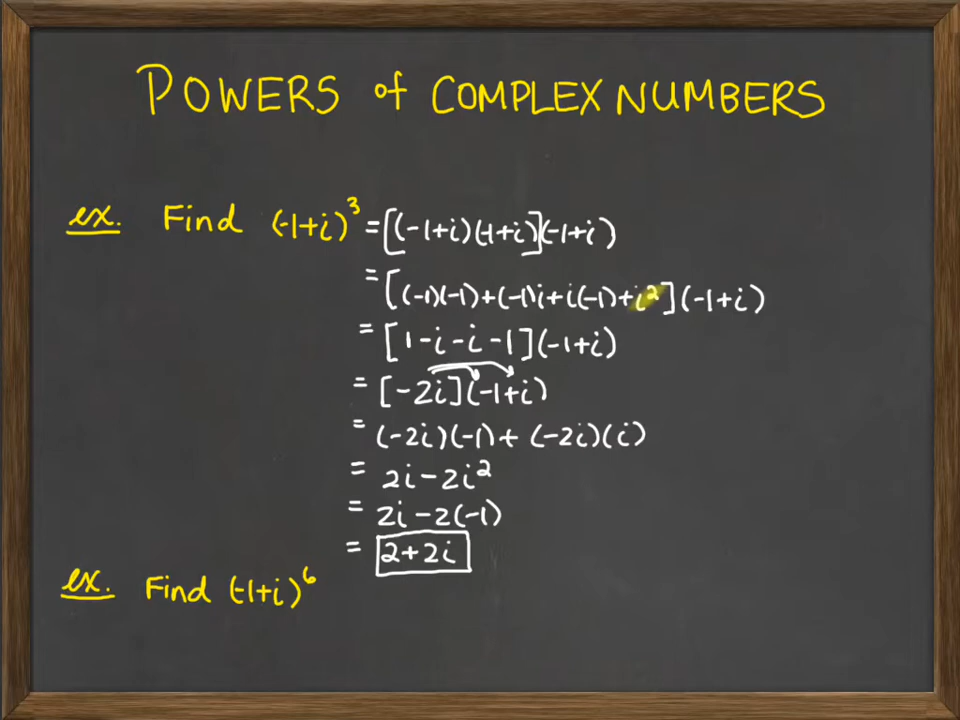 POWERS of COMPLEX NUMBERS
ex. Find (-1+i)³ = [(-1+i)(-1+i)](-1+i)
= [(-1)(-1)+(-1)i+i(-1)+i²](-1+i)
= [1-i-i-1](-1+i)
= [-2i](-1+i)
= (-2i)(-1)+(-2i)(i)
= 2i-2i²
= 2i-2(-1)
= 2+2i
ex. Find (-1+i)⁶